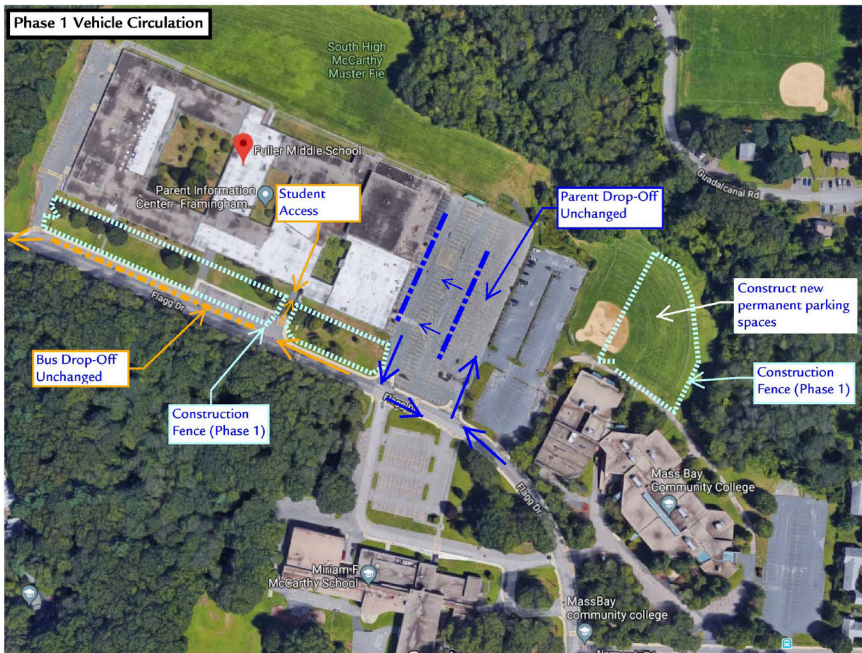 Phase 1 Vehicle Circulation
South High
McCarthy
Muster Fie
Fuller Middle School
Guadalcanal Rd
Parent Information
Center - Framingham...
Student
Access
Parent Drop-Off
Unchanged
Flagg Dr
Construct new
permanent parking
spaces
Bus Drop-Off
Unchanged
Construction
Fence (Phase 1)
Construction
Fence (Phase 1)
Flagg Dr
Flagg Dr
Mass Bay
Community College
Miriam F
McCarthy School
MassBay
community college